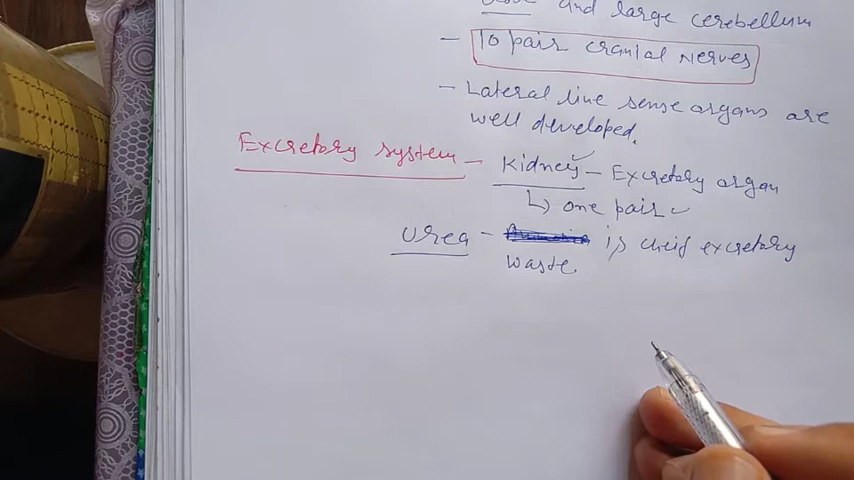 and large cerebellum
- 10 pair cranial nerves
- Lateral line sense organs are
well developed.
Excretory system - Kidney ✓ - Excretory organ
↳ one pair ✓
Urea - is cheif excretory
waste.